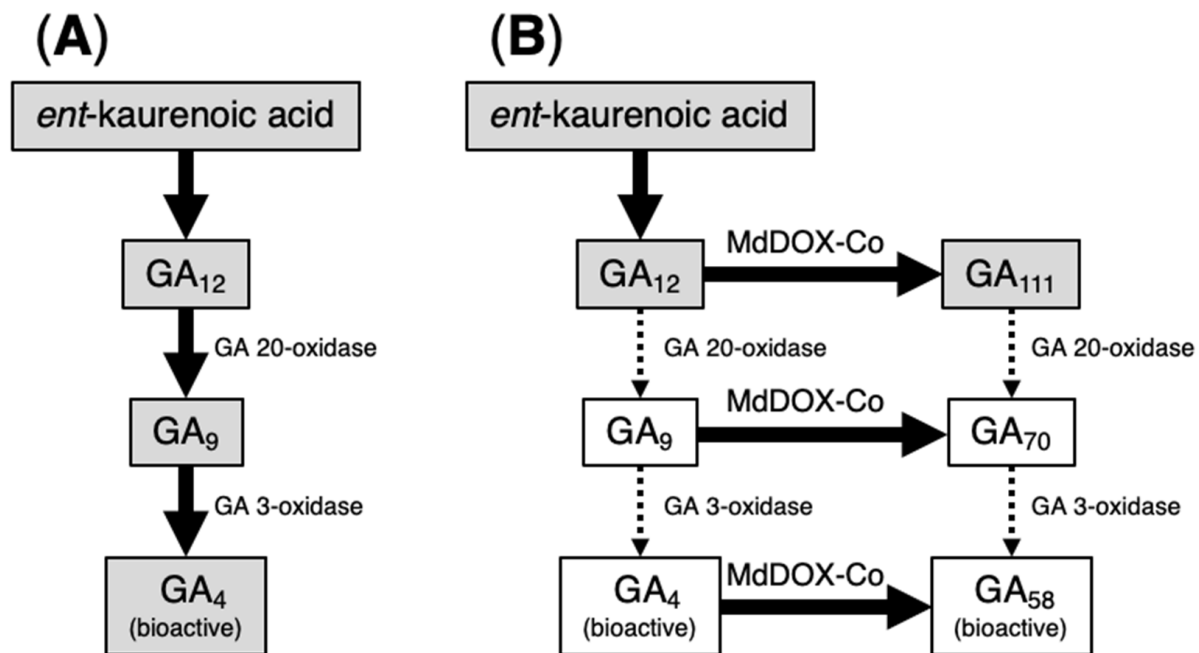 (A)
ent-kaurenoic acid
GA12
GA 20-oxidase
GA9
GA 3-oxidase
GA4
(bioactive)
(B)
ent-kaurenoic acid
MdDOX-Co
GA12
GA111
GA 20-oxidase
GA 20-oxidase
MdDOX-Co
GA9
GA70
GA 3-oxidase
GA 3-oxidase
MdDOX-Co
GA4
(bioactive)
GA58
(bioactive)